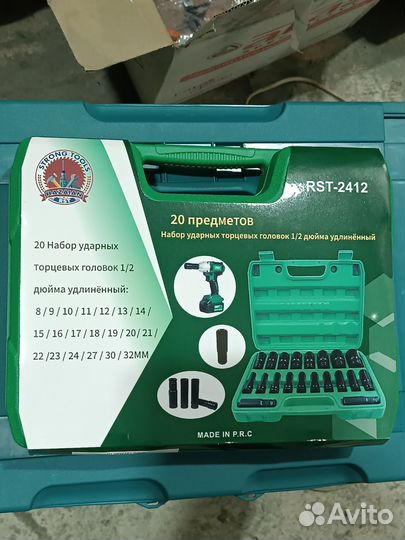 STRONG TOOLS
RST
RST-2412
20 предметов
Набор ударных торцевых головок 1/2 дюйма удлинённый
20 Набор ударных
торцевых головок 1/2
дюйма удлинённый:
8 / 9 / 10 / 11 / 12 / 13 / 14 /
15 / 16 / 17 / 18 / 19 / 20 / 21 /
22 / 23 / 24 / 27 / 30 / 32ММ
MADE IN P.R.C
Avito